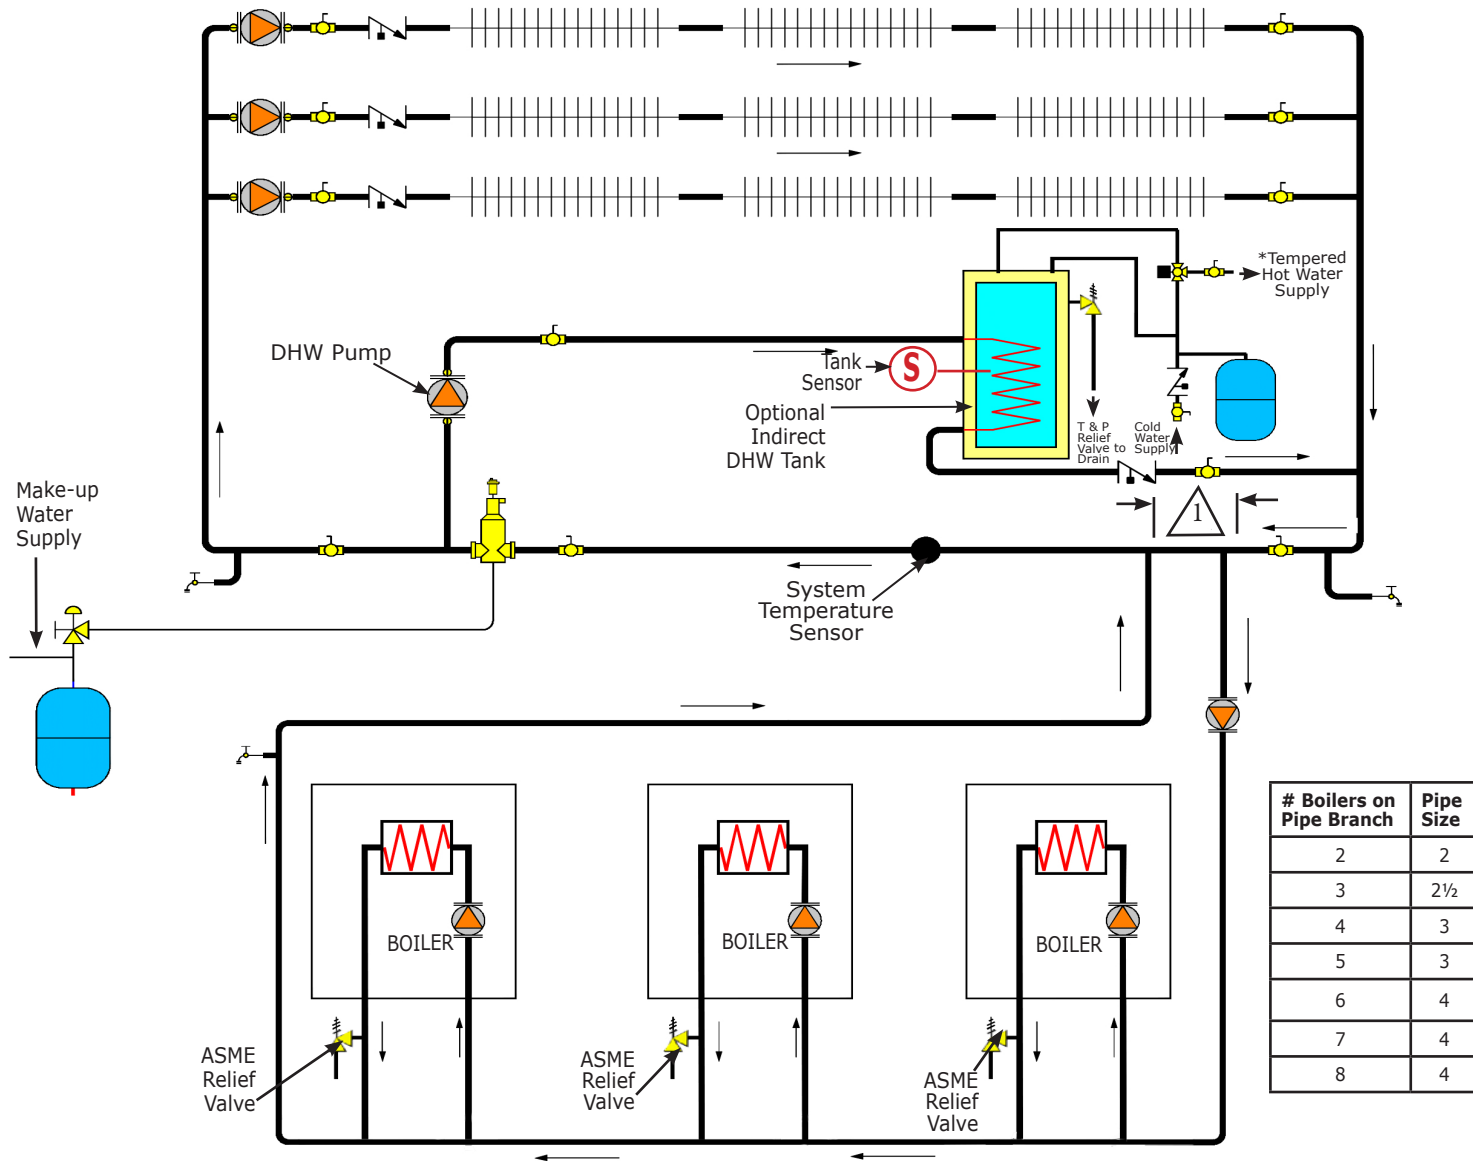 *Tempered
Hot Water
Supply
DHW Pump
Tank
Sensor
S
Optional
Indirect
DHW Tank
T & P
Relief
Valve to
Drain
Cold
Water
Supply
1
Make-up
Water
Supply
System
Temperature
Sensor
BOILER
BOILER
BOILER
ASME
Relief
Valve
ASME
Relief
Valve
ASME
Relief
Valve
# Boilers on Pipe Branch | Pipe Size
2 2
3 2½
4 3
5 3
6 4
7 4
8 4